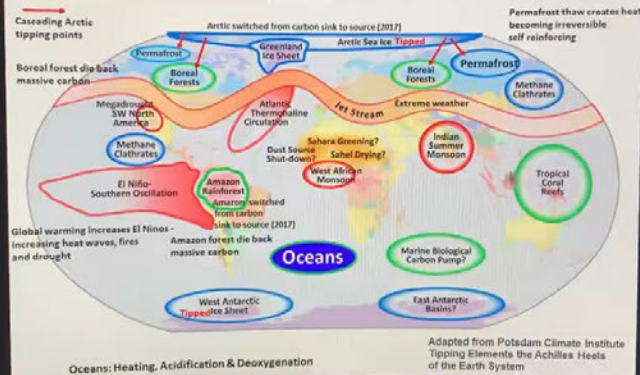 Cascading Arctic
tipping points
Arctic switched from carbon sink to source (2017)
Permafrost thaw creates heat
becoming irreversible
self reinforcing
Permafrost
Greenland
Ice Sheet
Arctic Sea Ice Tipped
Permafrost
Boreal forest die back
massive carbon
Boreal
Forests
Boreal
Forests
Methane
Clathrates
Megadrought
SW North
America
Atlantic
Thermohaline
Circulation
Jet Stream
Extreme weather
Methane
Clathrates
Sahara Greening?
Dust Source
Shut-down?
Sahel Drying?
West African
Monsoon
Indian
Summer
Monsoon
Tropical
Coral
Reefs
El Niño-
Southern Oscillation
Amazon
Rainforest
Amazon switched
from carbon
sink to source (2017)
Global warming increases El Ninos -
increasing heat waves, fires
and drought
Amazon forest die back
massive carbon
Oceans
Marine Biological
Carbon Pump?
West Antarctic
Tipped Ice Sheet
East Antarctic
Basins?
Oceans: Heating, Acidification & Deoxygenation
Adapted from Potsdam Climate Institute
Tipping Elements the Achilles Heels
of the Earth System